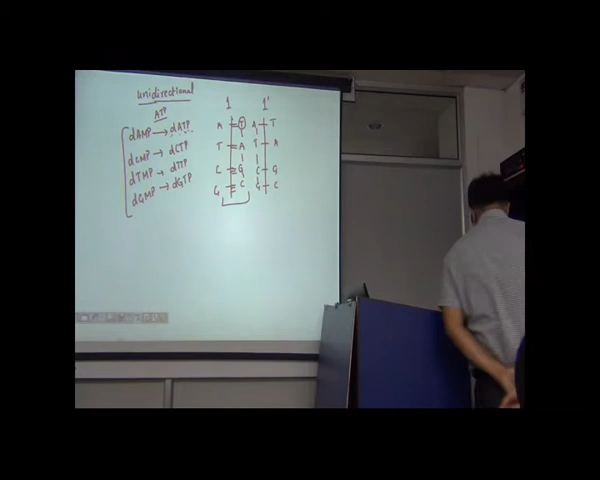 Unidirectional
ATP
dAMP → dATP
dCMP → dCTP
dTMP → dTTP
dGMP → dGTP
1 1'
A = T A - T
T = A T - A
C ≡ G C - G
G ≡ C G - C